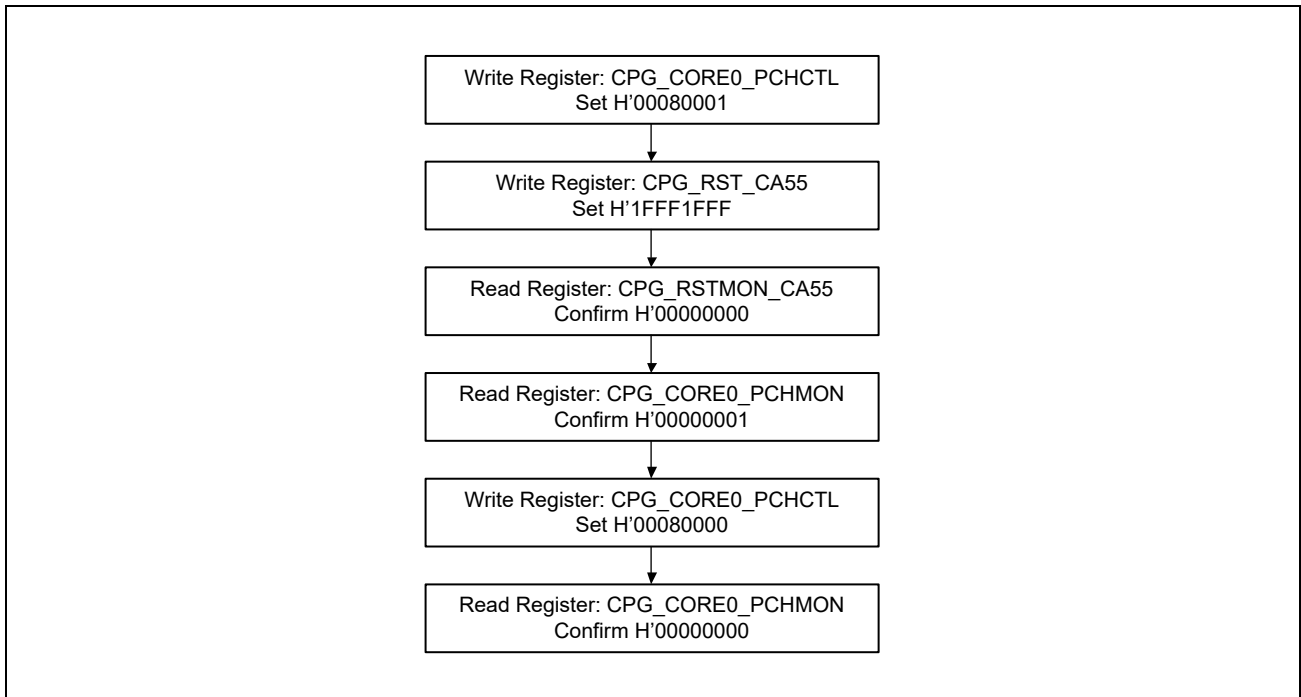 Write Register: CPG_CORE0_PCHCTL
Set H’00080001
Write Register: CPG_RST_CA55
Set H’1FFF1FFF
Read Register: CPG_RSTMON_CA55
Confirm H’00000000
Read Register: CPG_CORE0_PCHMON
Confirm H’00000001
Write Register: CPG_CORE0_PCHCTL
Set H’00080000
Read Register: CPG_CORE0_PCHMON
Confirm H’00000000